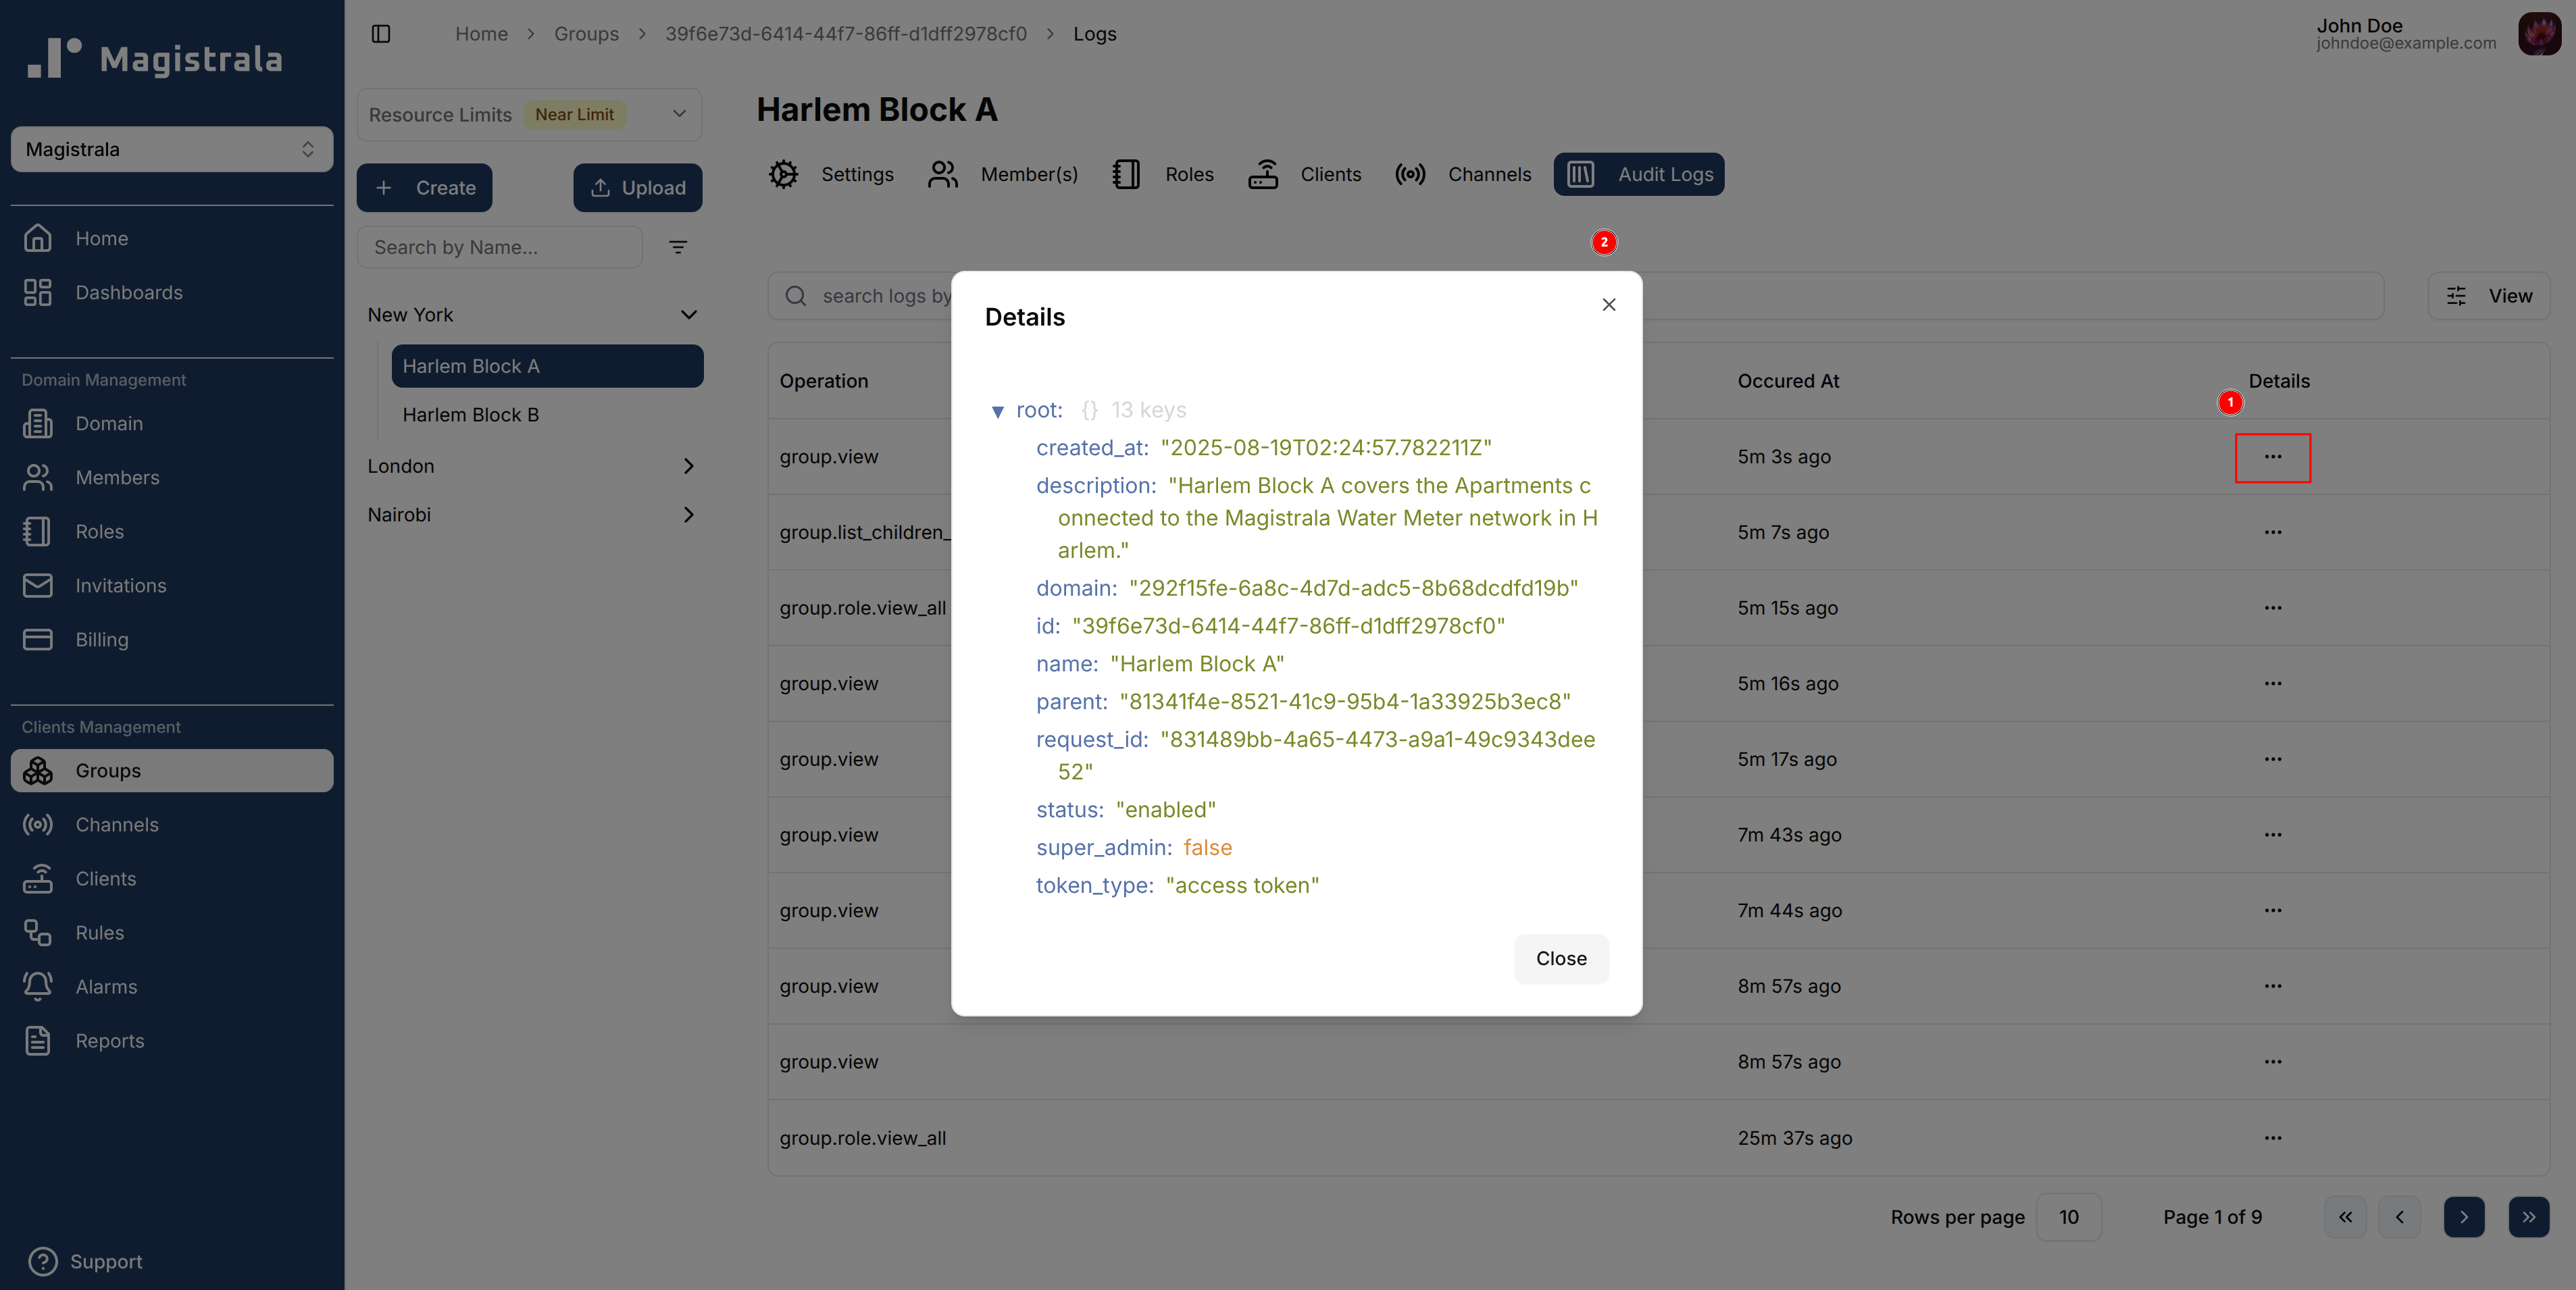 Magistrala
Magistrala
Home
Dashboards
Domain Management
Domain
Members
Roles
Invitations
Billing
Clients Management
Groups
Channels
Clients
Rules
Alarms
Reports
Support
Home > Groups > 39f6e73d-6414-44f7-86ff-d1dff2978cf0 > Logs
John Doe
johndoe@example.com
Resource Limits Near Limit
Create Upload
Search by Name...
New York
Harlem Block A
Harlem Block B
London
Nairobi
Harlem Block A
Settings Member(s) Roles Clients Channels Audit Logs
2
search logs by
View
Operation Occured At Details
1
group.view 5m 3s ago
group.list_children_ 5m 7s ago
group.role.view_all 5m 15s ago
group.view 5m 16s ago
group.view 5m 17s ago
group.view 7m 43s ago
group.view 7m 44s ago
group.view 8m 57s ago
group.view 8m 57s ago
group.role.view_all 25m 37s ago
Rows per page 10 Page 1 of 9
Details
root: {} 13 keys
created_at: "2025-08-19T02:24:57.782211Z"
description: "Harlem Block A covers the Apartments c
onnected to the Magistrala Water Meter network in H
arlem."
domain: "292f15fe-6a8c-4d7d-adc5-8b68dcdfd19b"
id: "39f6e73d-6414-44f7-86ff-d1dff2978cf0"
name: "Harlem Block A"
parent: "81341f4e-8521-41c9-95b4-1a33925b3ec8"
request_id: "831489bb-4a65-4473-a9a1-49c9343dee
52"
status: "enabled"
super_admin: false
token_type: "access token"
Close